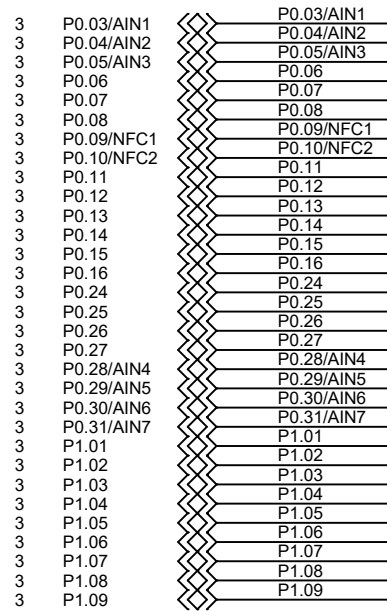 3 P0.03/AIN1 P0.03/AIN1
3 P0.04/AIN2 P0.04/AIN2
3 P0.05/AIN3 P0.05/AIN3
3 P0.06 P0.06
3 P0.07 P0.07
3 P0.08 P0.08
3 P0.09/NFC1 P0.09/NFC1
3 P0.10/NFC2 P0.10/NFC2
3 P0.11 P0.11
3 P0.12 P0.12
3 P0.13 P0.13
3 P0.14 P0.14
3 P0.15 P0.15
3 P0.16 P0.16
3 P0.24 P0.24
3 P0.25 P0.25
3 P0.26 P0.26
3 P0.27 P0.27
3 P0.28/AIN4 P0.28/AIN4
3 P0.29/AIN5 P0.29/AIN5
3 P0.30/AIN6 P0.30/AIN6
3 P0.31/AIN7 P0.31/AIN7
3 P1.01 P1.01
3 P1.02 P1.02
3 P1.03 P1.03
3 P1.04 P1.04
3 P1.05 P1.05
3 P1.06 P1.06
3 P1.07 P1.07
3 P1.08 P1.08
3 P1.09 P1.09